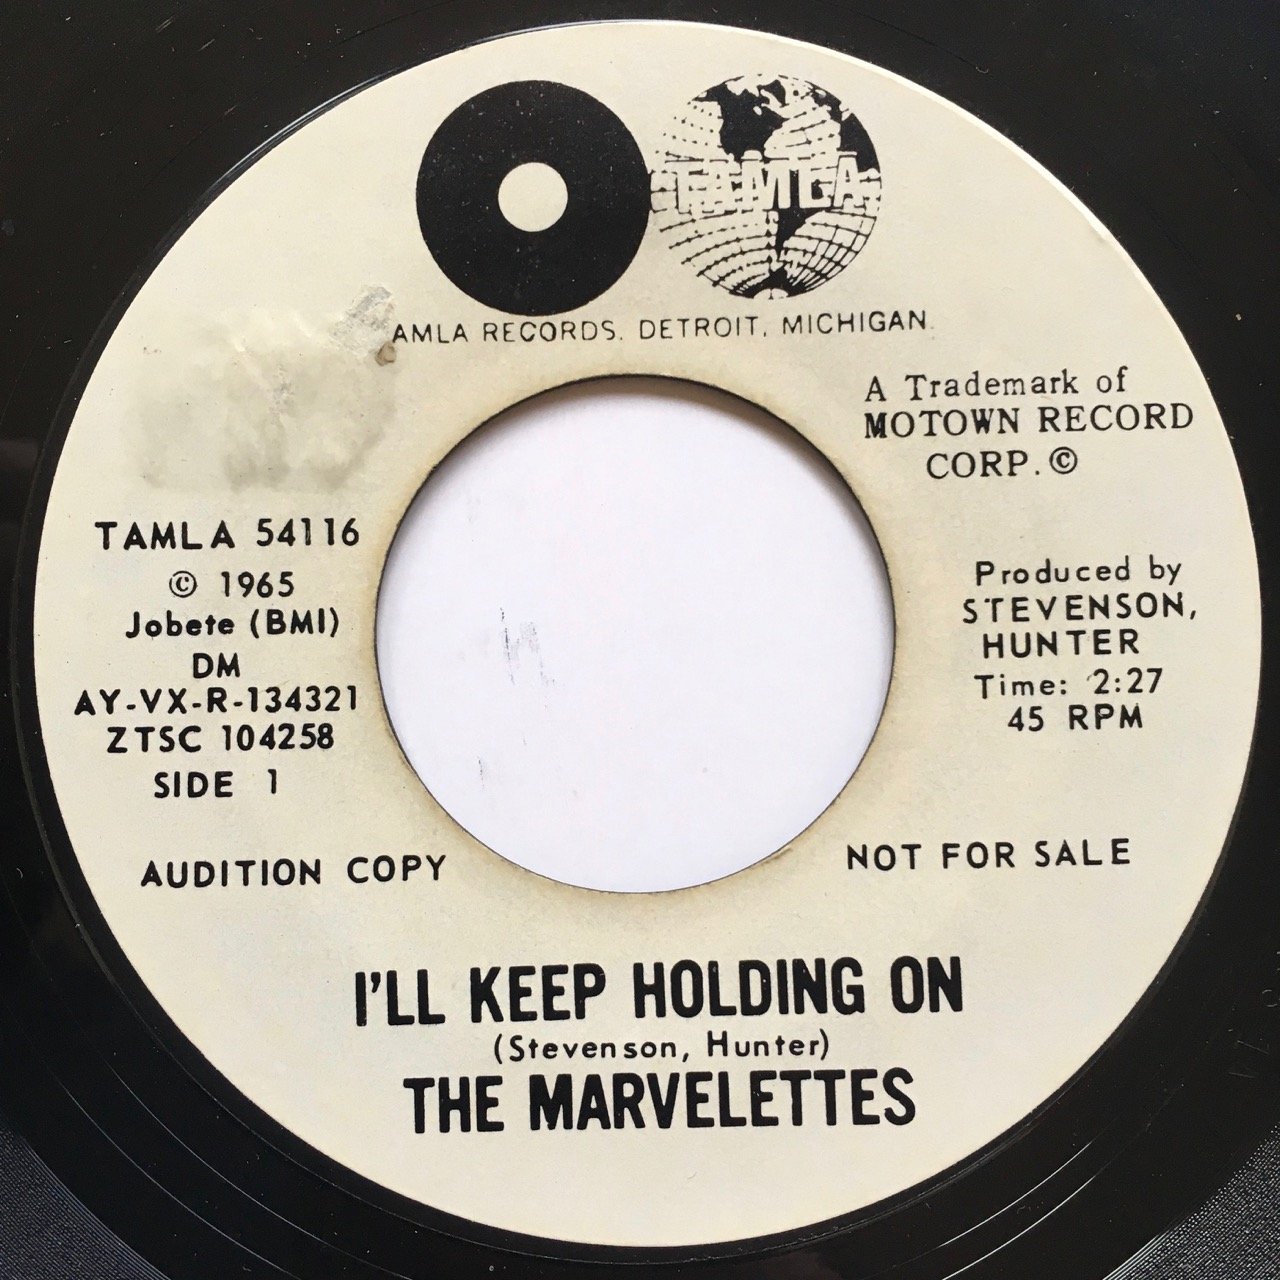 TAMLA
AMLA RECORDS. DETROIT, MICHIGAN.
A Trademark of
MOTOWN RECORD
CORP. ©
TAMLA 54116
© 1965
Jobete (BMI)
DM
AY-VX-R-134321
ZTSC 104258
SIDE 1
Produced by
STEVENSON,
HUNTER
Time: 2:27
45 RPM
AUDITION COPY
NOT FOR SALE
I'LL KEEP HOLDING ON
(Stevenson, Hunter)
THE MARVELETTES